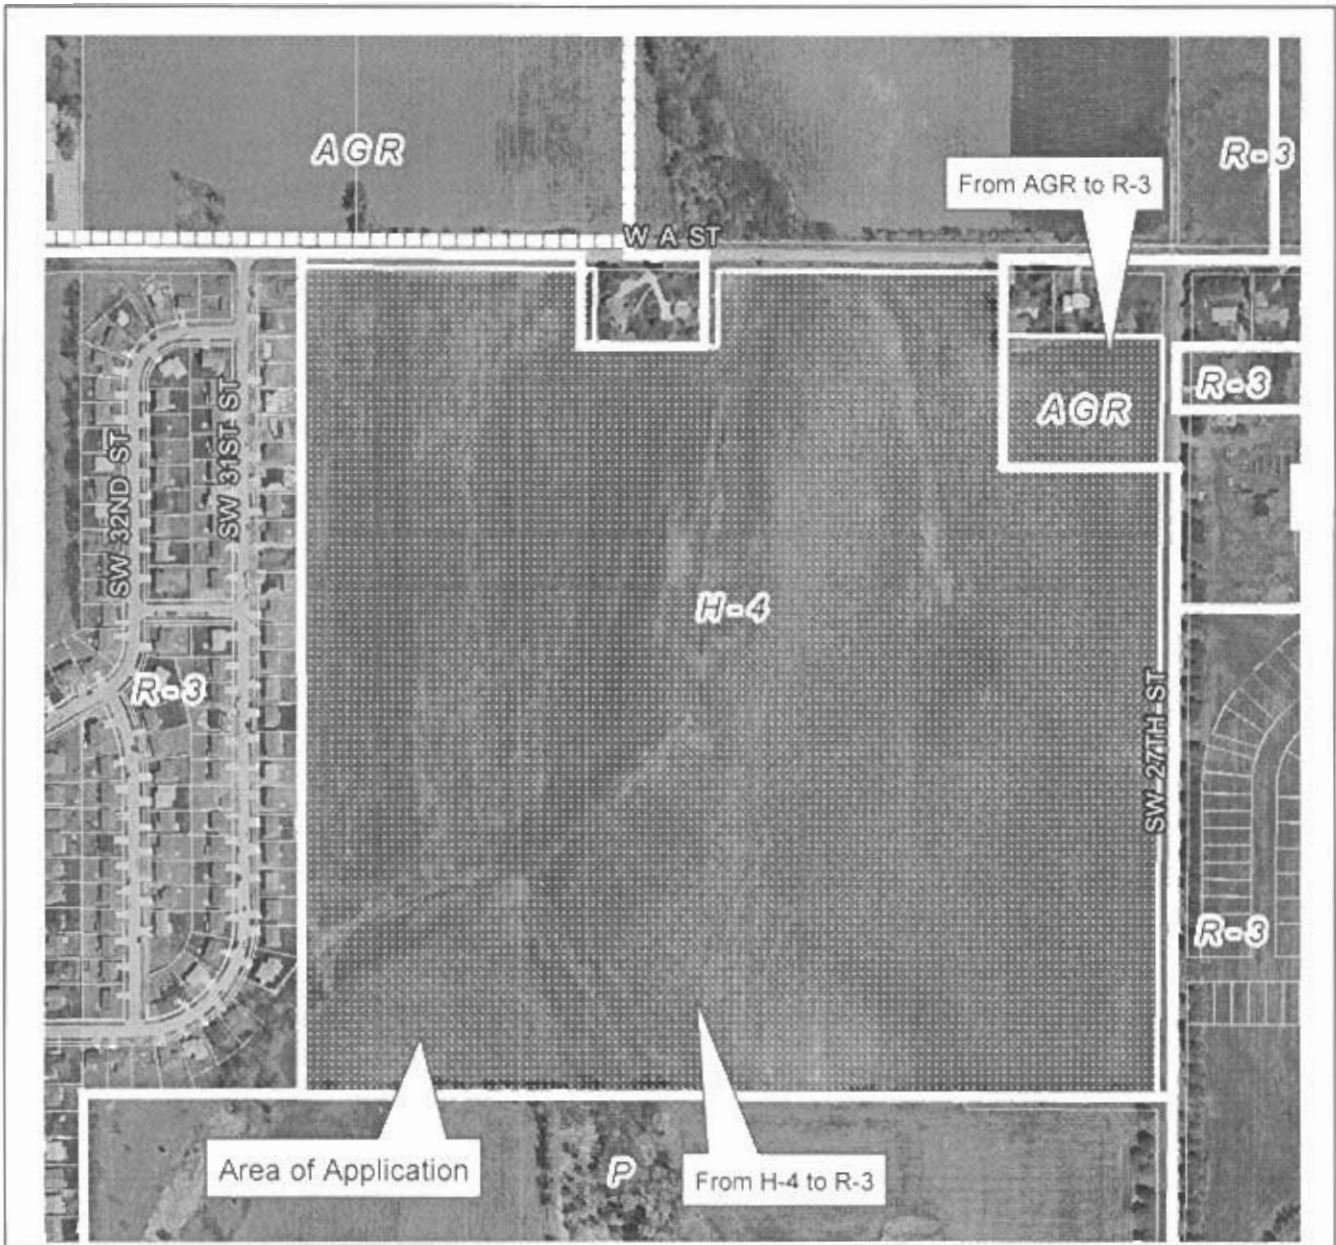 AGR
R-3
From AGR to R-3
W A ST
R-3
AGR
SW 31ST ST
SW 32ND ST
H-4
R-3
SW 27TH ST
R-3
Area of Application
P
From H-4 to R-3